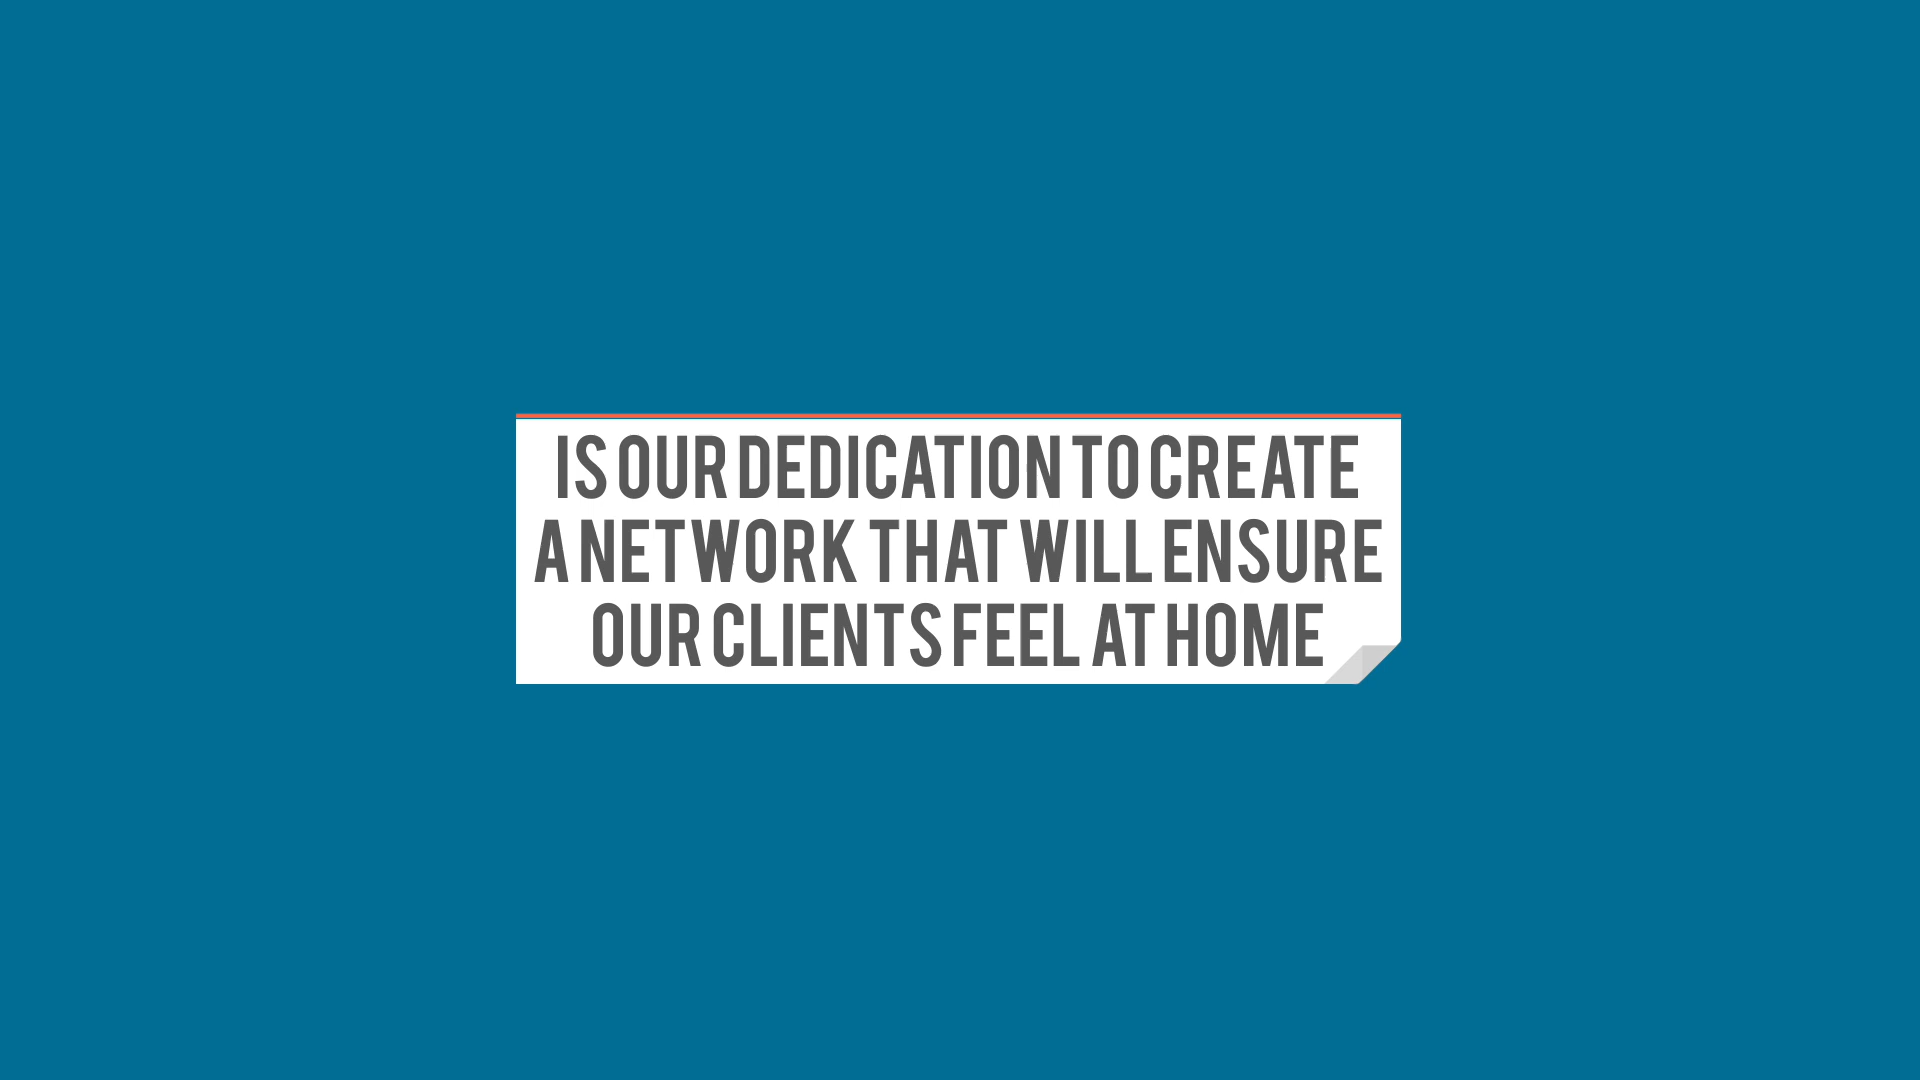 IS OUR DEDICATION TO CREATE
A NETWORK THAT WILL ENSURE
OUR CLIENTS FEEL AT HOME